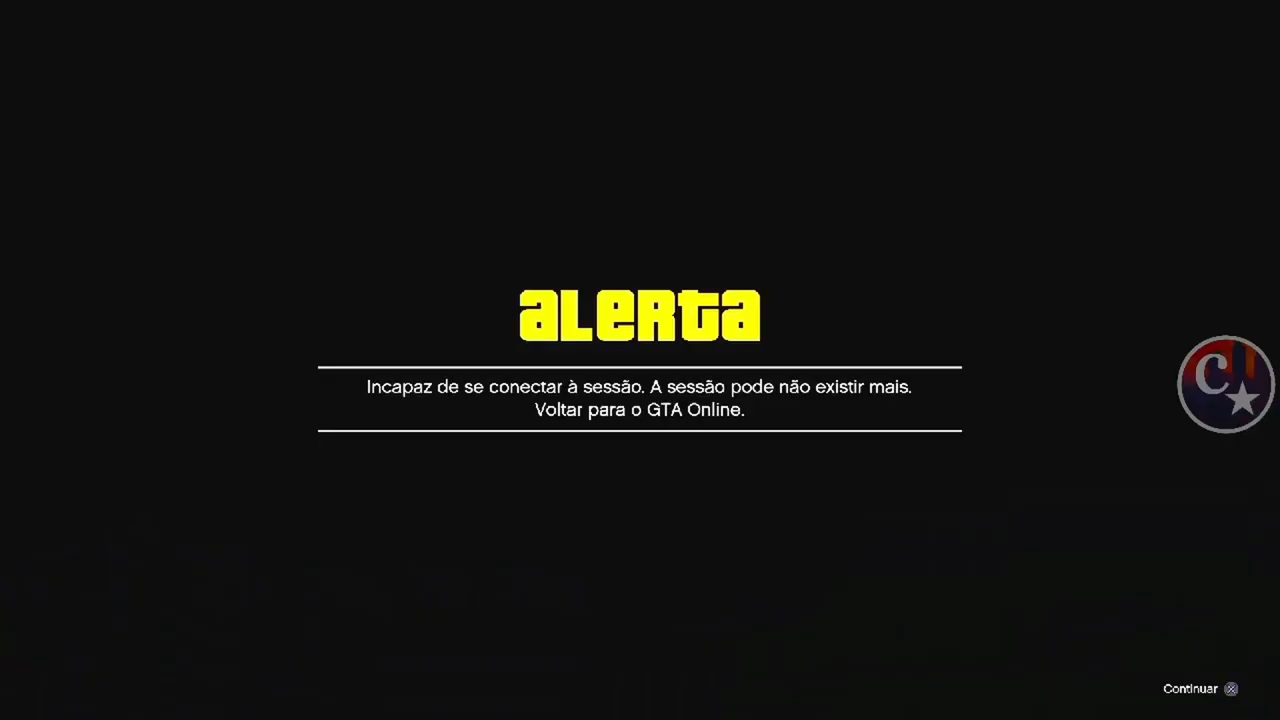 ALERTA
Incapaz de se conectar à sessão. A sessão pode não existir mais.
Voltar para o GTA Online.
C
Continuar